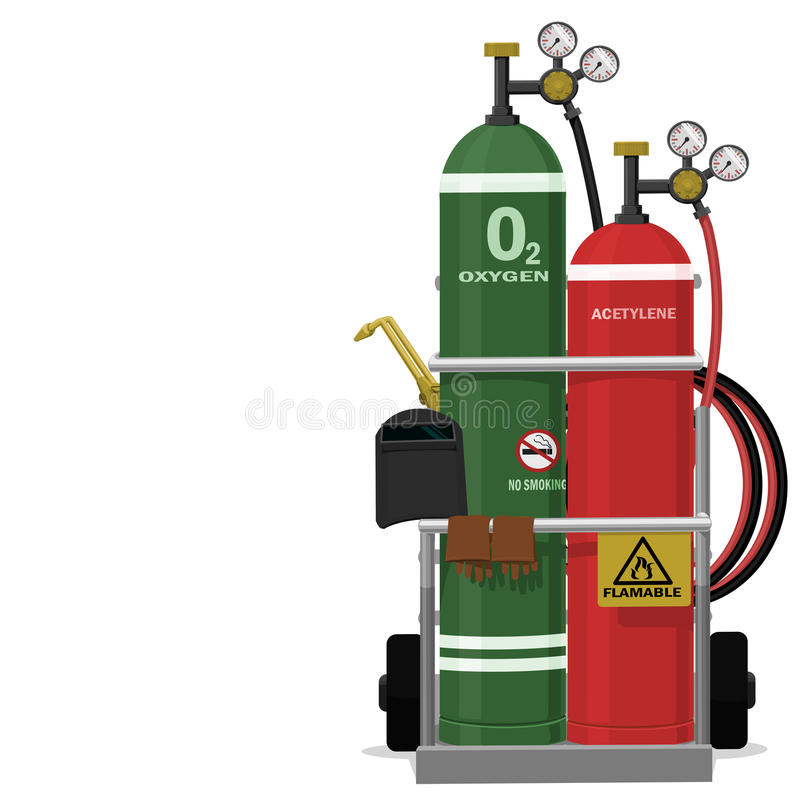 O2
OXYGEN
ACETYLENE
NO SMOKING
FLAMABLE
dreamstime